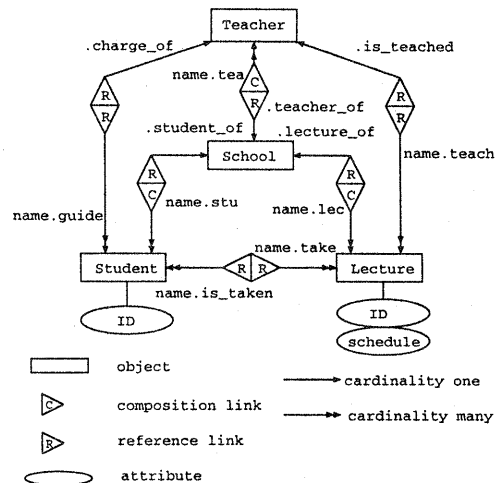 Teacher
.charge_of
.is_teached
name.tea
C
R
R
R
R
R
.teacher_of
.student_of
.lecture_of
School
name.teach
R
C
R
C
name.stu
name.lec
name.guide
name.take
Student
R
R
Lecture
name.is_taken
ID
ID
schedule
object
cardinality one
C
composition link
cardinality many
R
reference link
attribute